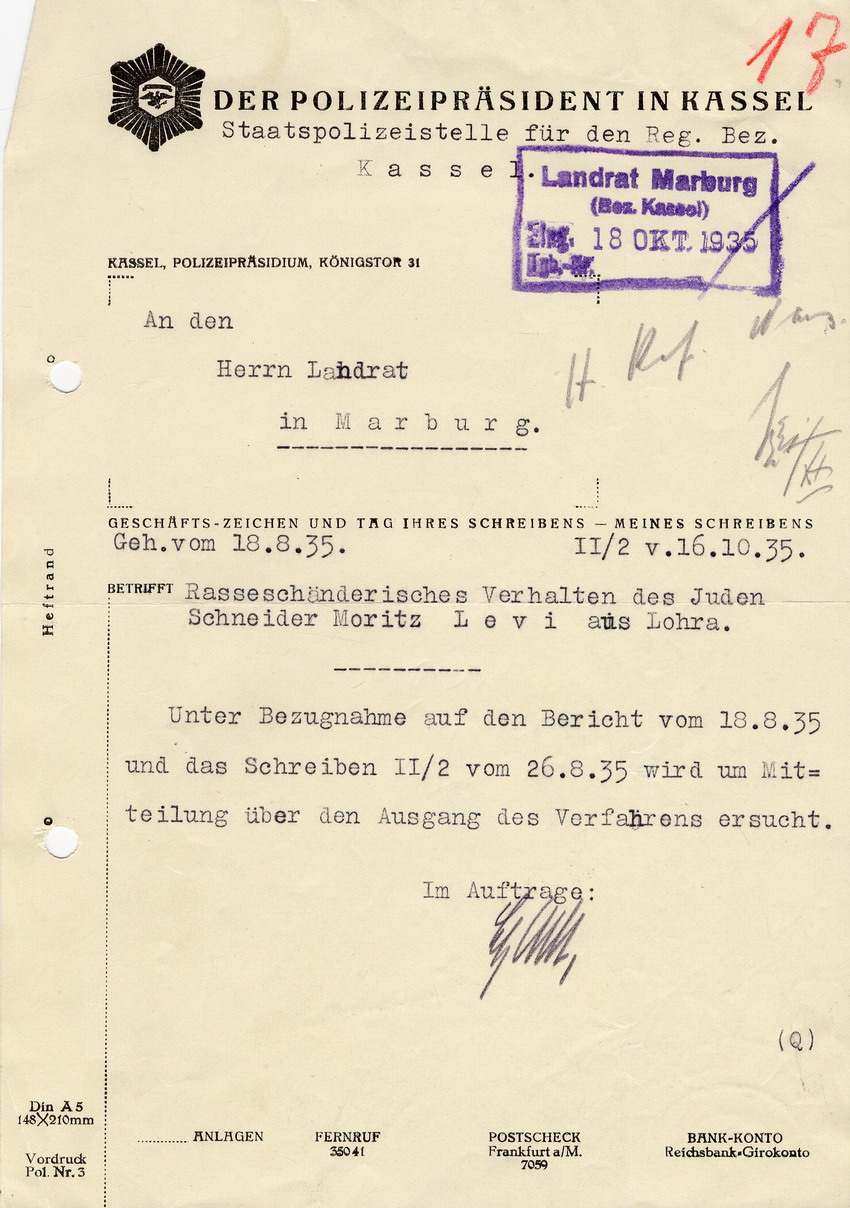 17
DER POLIZEIPRÄSIDENT IN KASSEL
Staatspolizeistelle für den Reg. Bez.
K a s s e l.
Landrat Marburg
(Bez. Kassel)
Eing. 18 OKT. 1935
Tgb.-Nr.
KASSEL, POLIZEIPRÄSIDIUM, KÖNIGSTOR 31
An den
Herrn Landrat
in M a r b u r g.
H. Ref.
GESCHÄFTS-ZEICHEN UND TAG IHRES SCHREIBENS — MEINES SCHREIBENS
Geh.vom 18.8.35. II/2 v.16.10.35.
BETRIFFT Rasseschänderisches Verhalten des Juden
Schneider Moritz L e v i aus Lohra.
Heftrand
Unter Bezugnahme auf den Bericht vom 18.8.35
und das Schreiben II/2 vom 26.8.35 wird um Mit=
teilung über den Ausgang des Verfahrens ersucht.
Im Auftrage:
(Q)
Din A 5
148X210mm
Vordruck
Pol. Nr. 3
............ ANLAGEN FERNRUF POSTSCHECK BANK-KONTO
35041 Frankfurt a/M. Reichsbank-Girokonto
7059